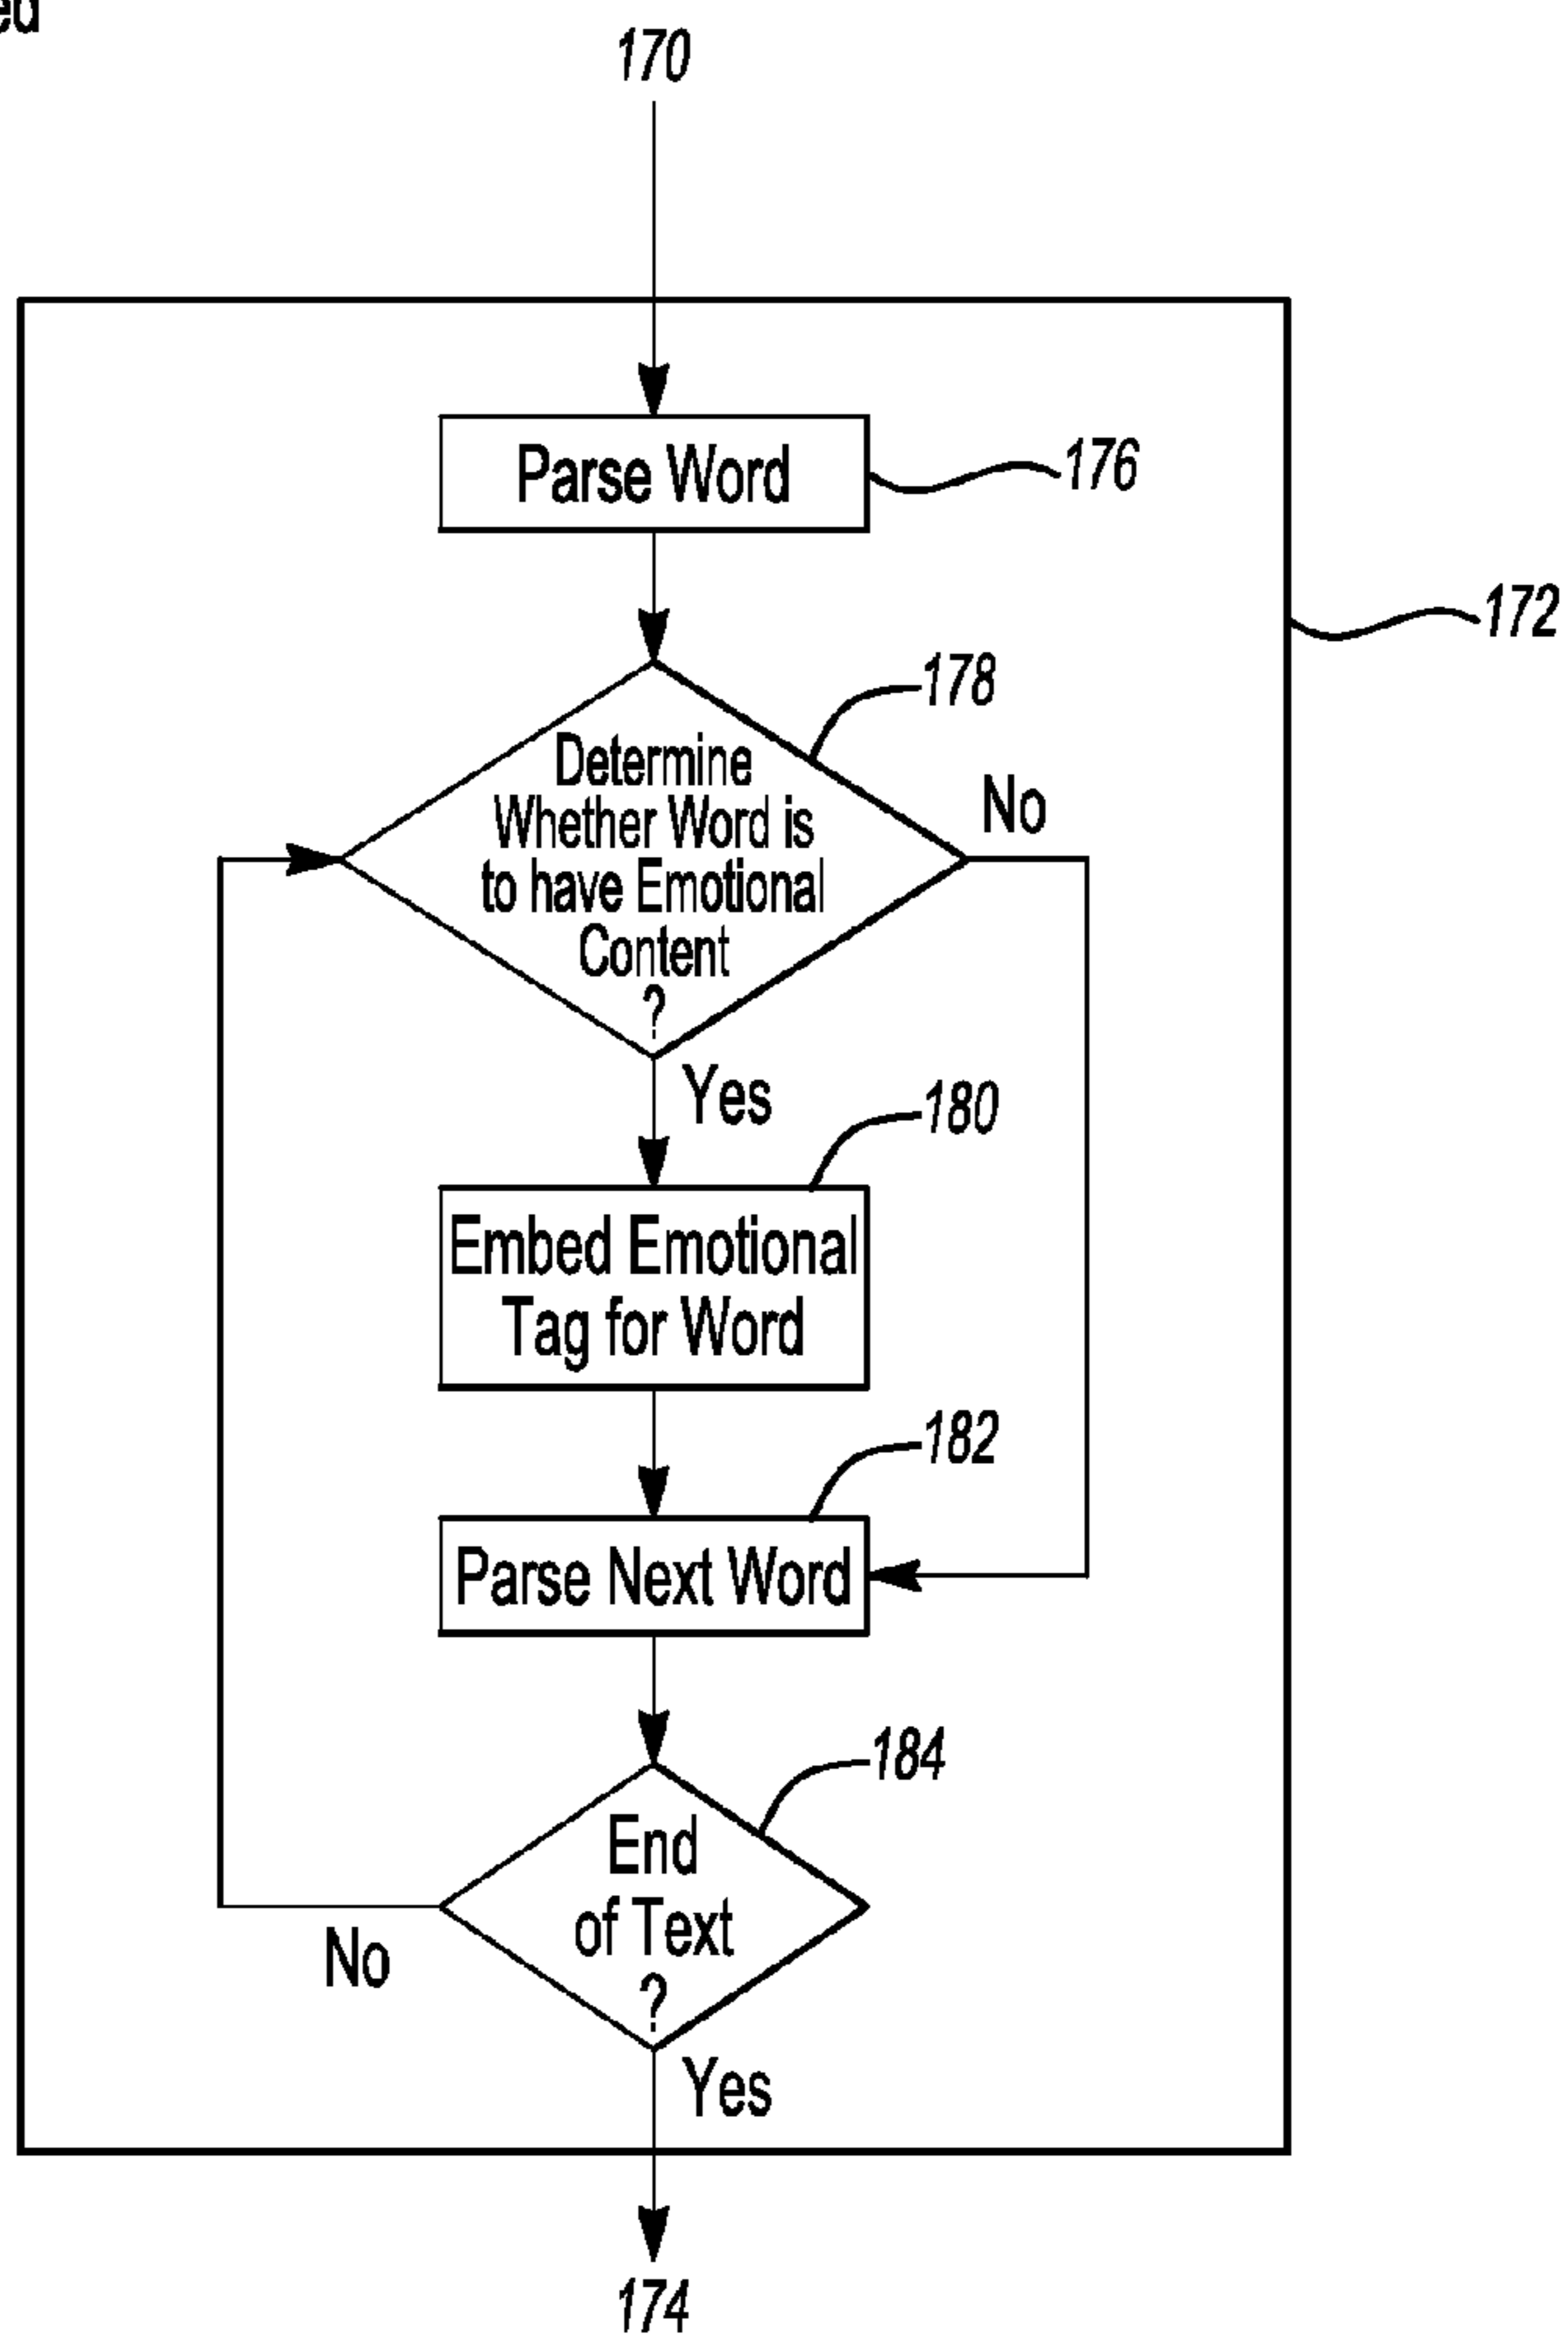 170
Parse Word
176
172
178
Determine
Whether Word is
to have Emotional
Content
?
No
Yes
180
Embed Emotional
Tag for Word
182
Parse Next Word
184
End
of Text
?
No
Yes
174